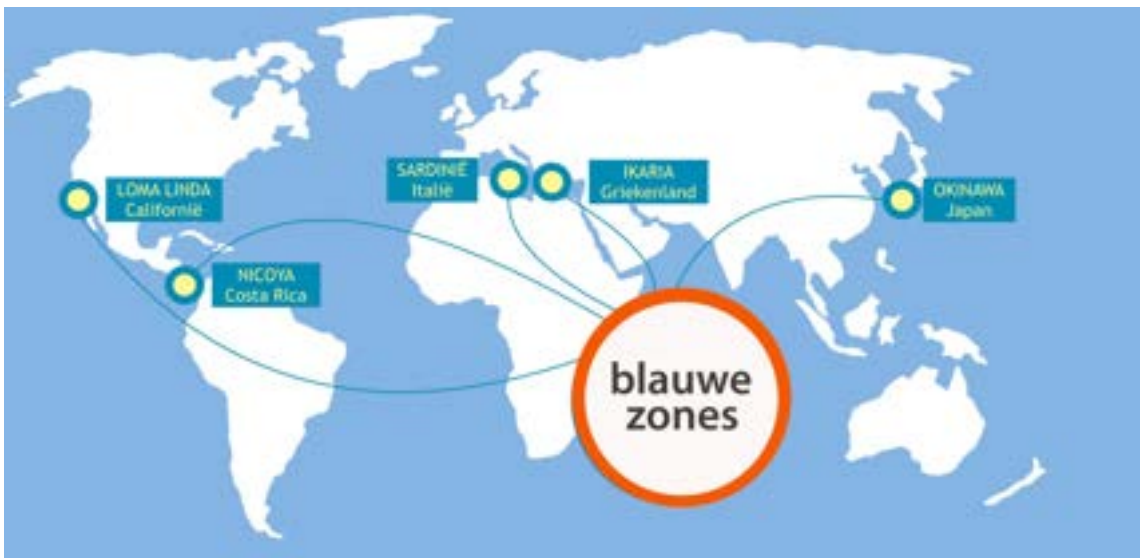 LOMA LINDA
Californië
NICOYA
Costa Rica
SARDINIË
Italië
IKARIA
Griekenland
OKINAWA
Japan
blauwe
zones